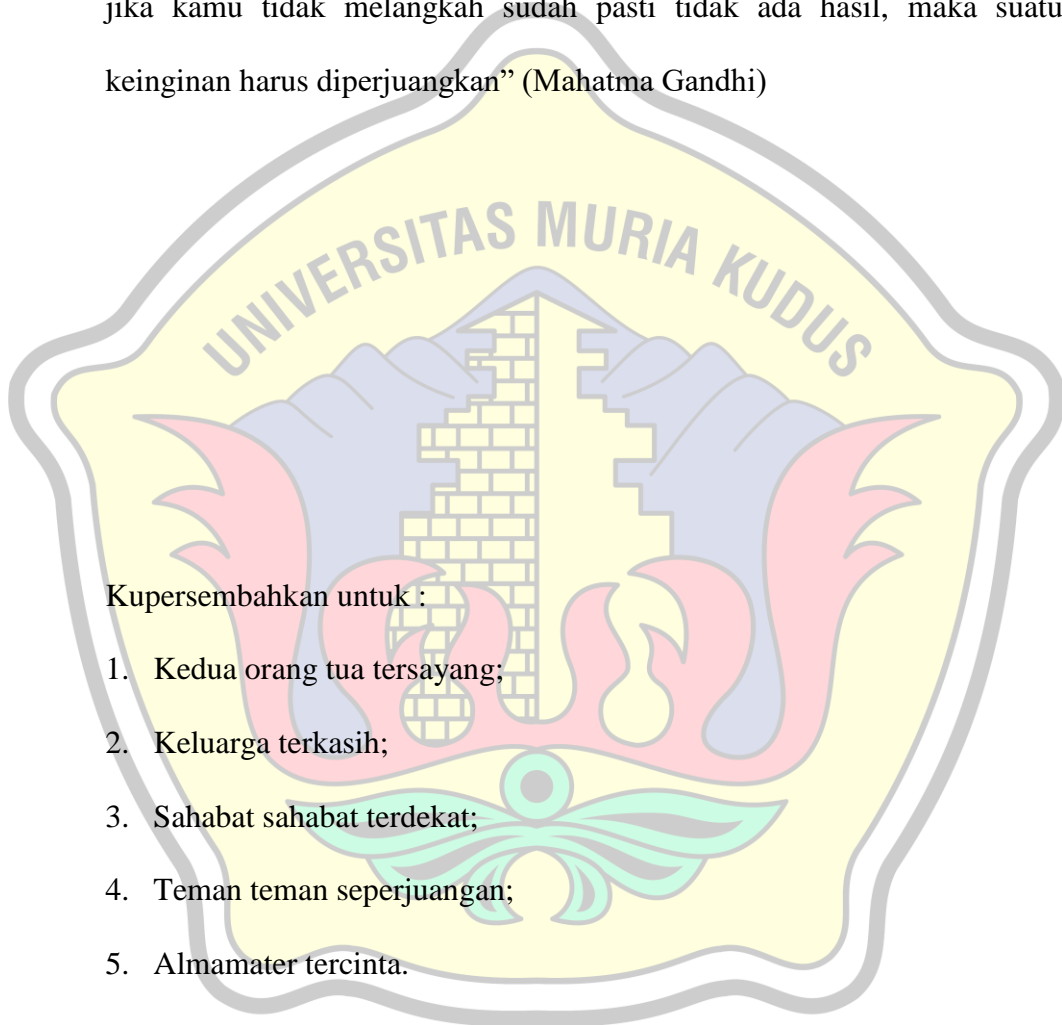 jika kamu tidak melangkah sudah pasti tidak ada hasil, maka suatu
keinginan harus diperjuangkan” (Mahatma Gandhi)
UNIVERSITAS MURIA KUDUS
Kupersembahkan untuk :
1. Kedua orang tua tersayang;
2. Keluarga terkasih;
3. Sahabat sahabat terdekat;
4. Teman teman seperjuangan;
5. Almamater tercinta.